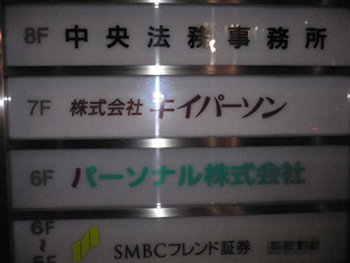 8F 中央法務事務所
7F 株式会社 キイパーソン
6F パーソナル株式会社
6F
～
5F SMBCフレンド証券